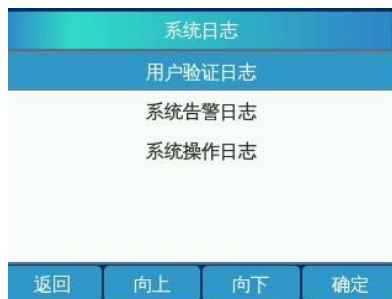 系统日志
用户验证日志
系统告警日志
系统操作日志
返回 向上 向下 确定